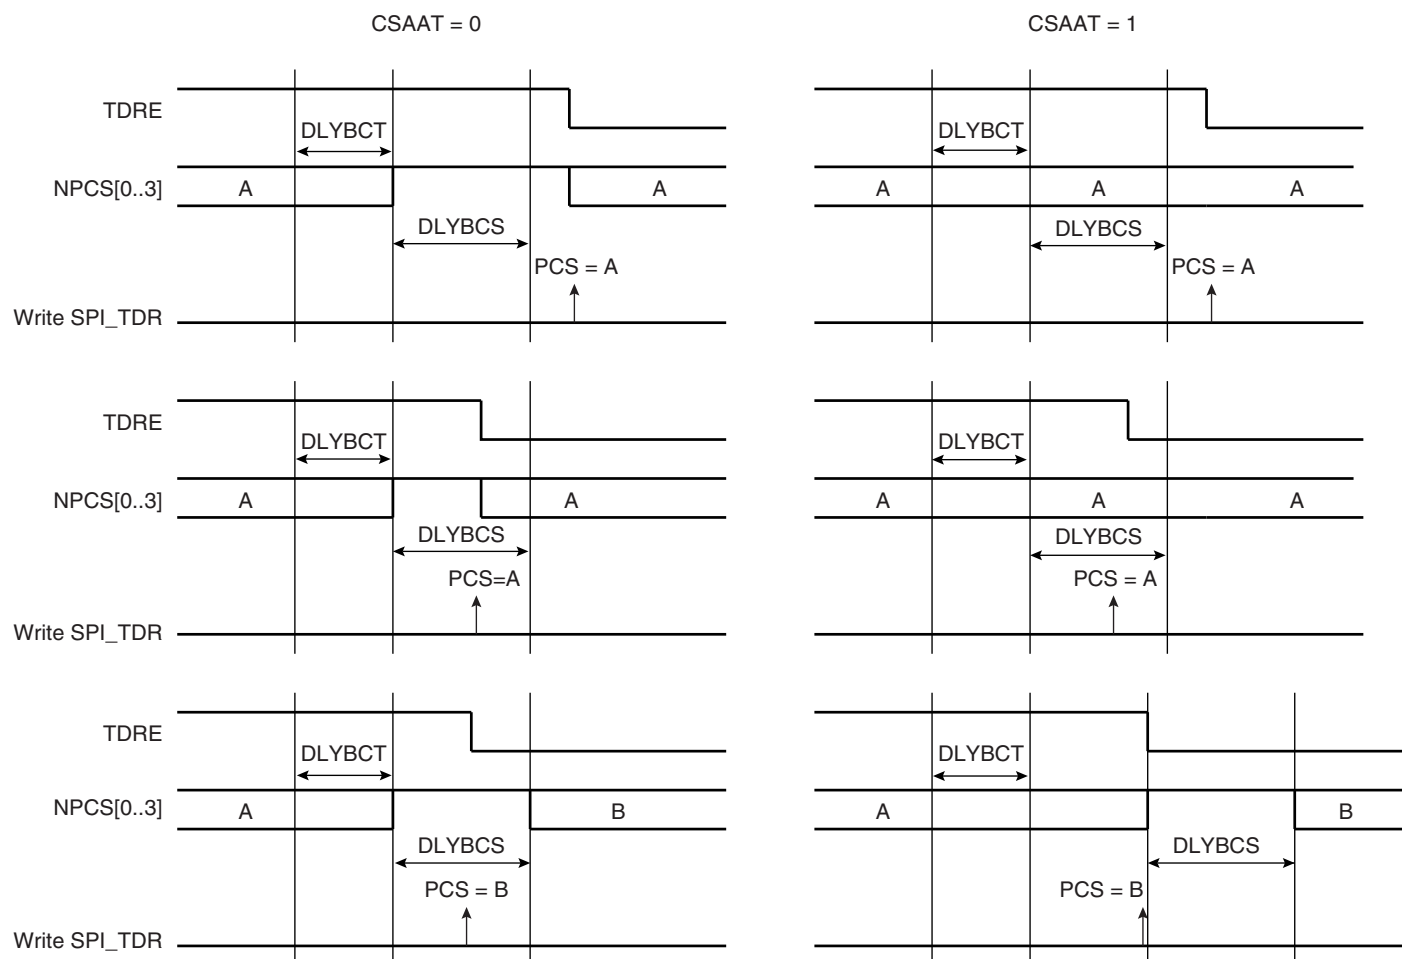 CSAAT = 0
CSAAT = 1
TDRE
DLYBCT
DLYBCT
NPCS[0..3]
A
A
A
A
A
DLYBCS
DLYBCS
PCS = A
PCS = A
Write SPI_TDR
TDRE
DLYBCT
DLYBCT
NPCS[0..3]
A
A
A
A
A
DLYBCS
DLYBCS
PCS=A
PCS = A
Write SPI_TDR
TDRE
DLYBCT
DLYBCT
NPCS[0..3]
A
B
A
B
DLYBCS
DLYBCS
PCS = B
PCS = B
Write SPI_TDR